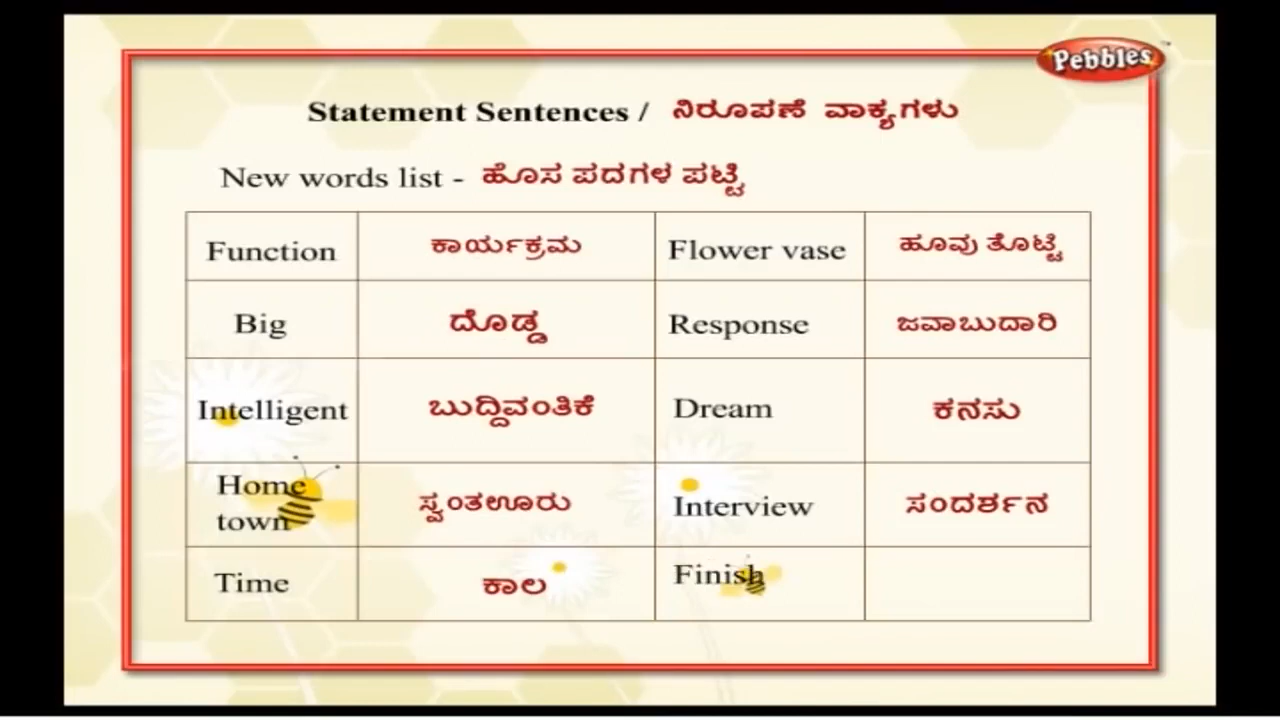 Pebbles™
Statement Sentences / ನಿರೂಪಣೆ ವಾಕ್ಯಗಳು
New words list - ಹೊಸ ಪದಗಳ ಪಟ್ಟಿ
Function ಕಾರ್ಯಕ್ರಮ Flower vase ಹೂವು ತೊಟ್ಟಿ
Big ದೊಡ್ಡ Response ಜವಾಬುದಾರಿ
Intelligent ಬುದ್ದಿವಂತಿಕೆ Dream ಕನಸು
Home
town ಸ್ವಂತಊರು Interview ಸಂದರ್ಶನ
Time ಕಾಲ Finish